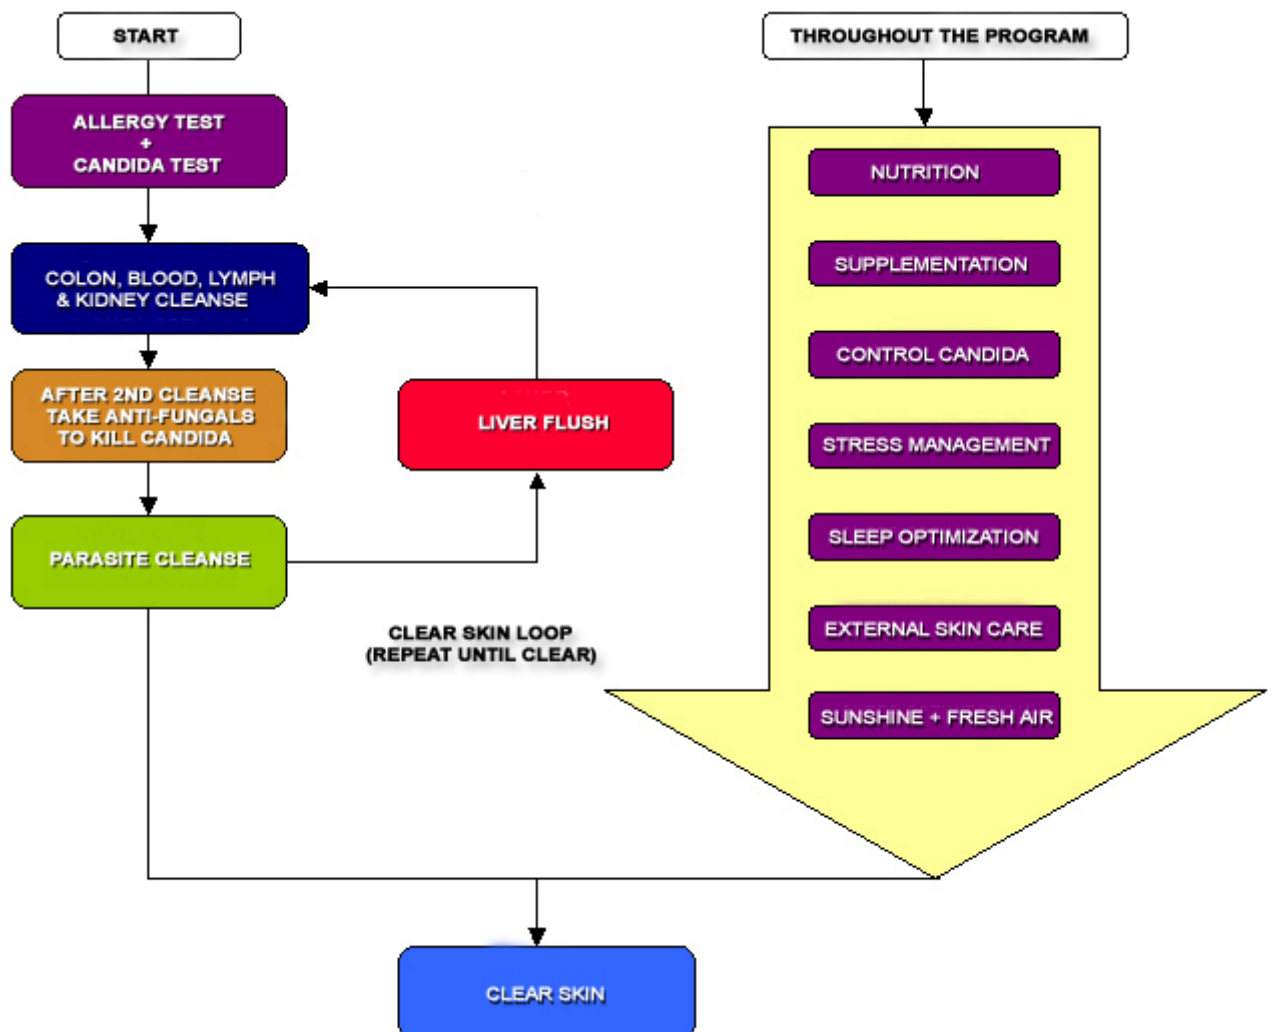 START
ALLERGY TEST
+
CANDIDA TEST
COLON, BLOOD, LYMPH
& KIDNEY CLEANSE
AFTER 2ND CLEANSE
TAKE ANTI-FUNGALS
TO KILL CANDIDA
PARASITE CLEANSE
LIVER FLUSH
CLEAR SKIN LOOP
(REPEAT UNTIL CLEAR)
THROUGHOUT THE PROGRAM
NUTRITION
SUPPLEMENTATION
CONTROL CANDIDA
STRESS MANAGEMENT
SLEEP OPTIMIZATION
EXTERNAL SKIN CARE
SUNSHINE + FRESH AIR
CLEAR SKIN